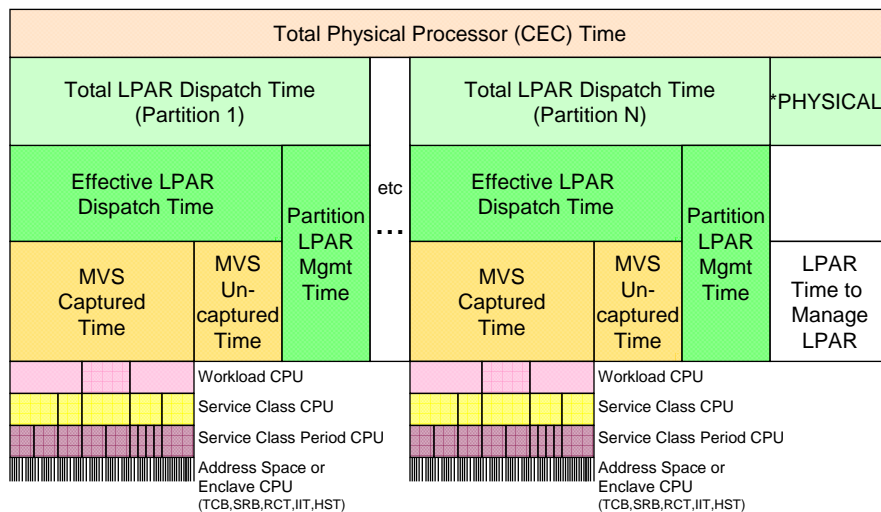 Total Physical Processor (CEC) Time
Total LPAR Dispatch Time
(Partition 1)
Total LPAR Dispatch Time
(Partition N)
*PHYSICAL
Effective LPAR
Dispatch Time
Partition
LPAR
Mgmt
Time
etc
...
Effective LPAR
Dispatch Time
Partition
LPAR
Mgmt
Time
MVS
Captured
Time
MVS
Un-
captured
Time
MVS
Captured
Time
MVS
Un-
captured
Time
LPAR
Time to
Manage
LPAR
Workload CPU
Service Class CPU
Service Class Period CPU
Address Space or
Enclave CPU
(TCB,SRB,RCT,IIT,HST)
Workload CPU
Service Class CPU
Service Class Period CPU
Address Space or
Enclave CPU
(TCB,SRB,RCT,IIT,HST)